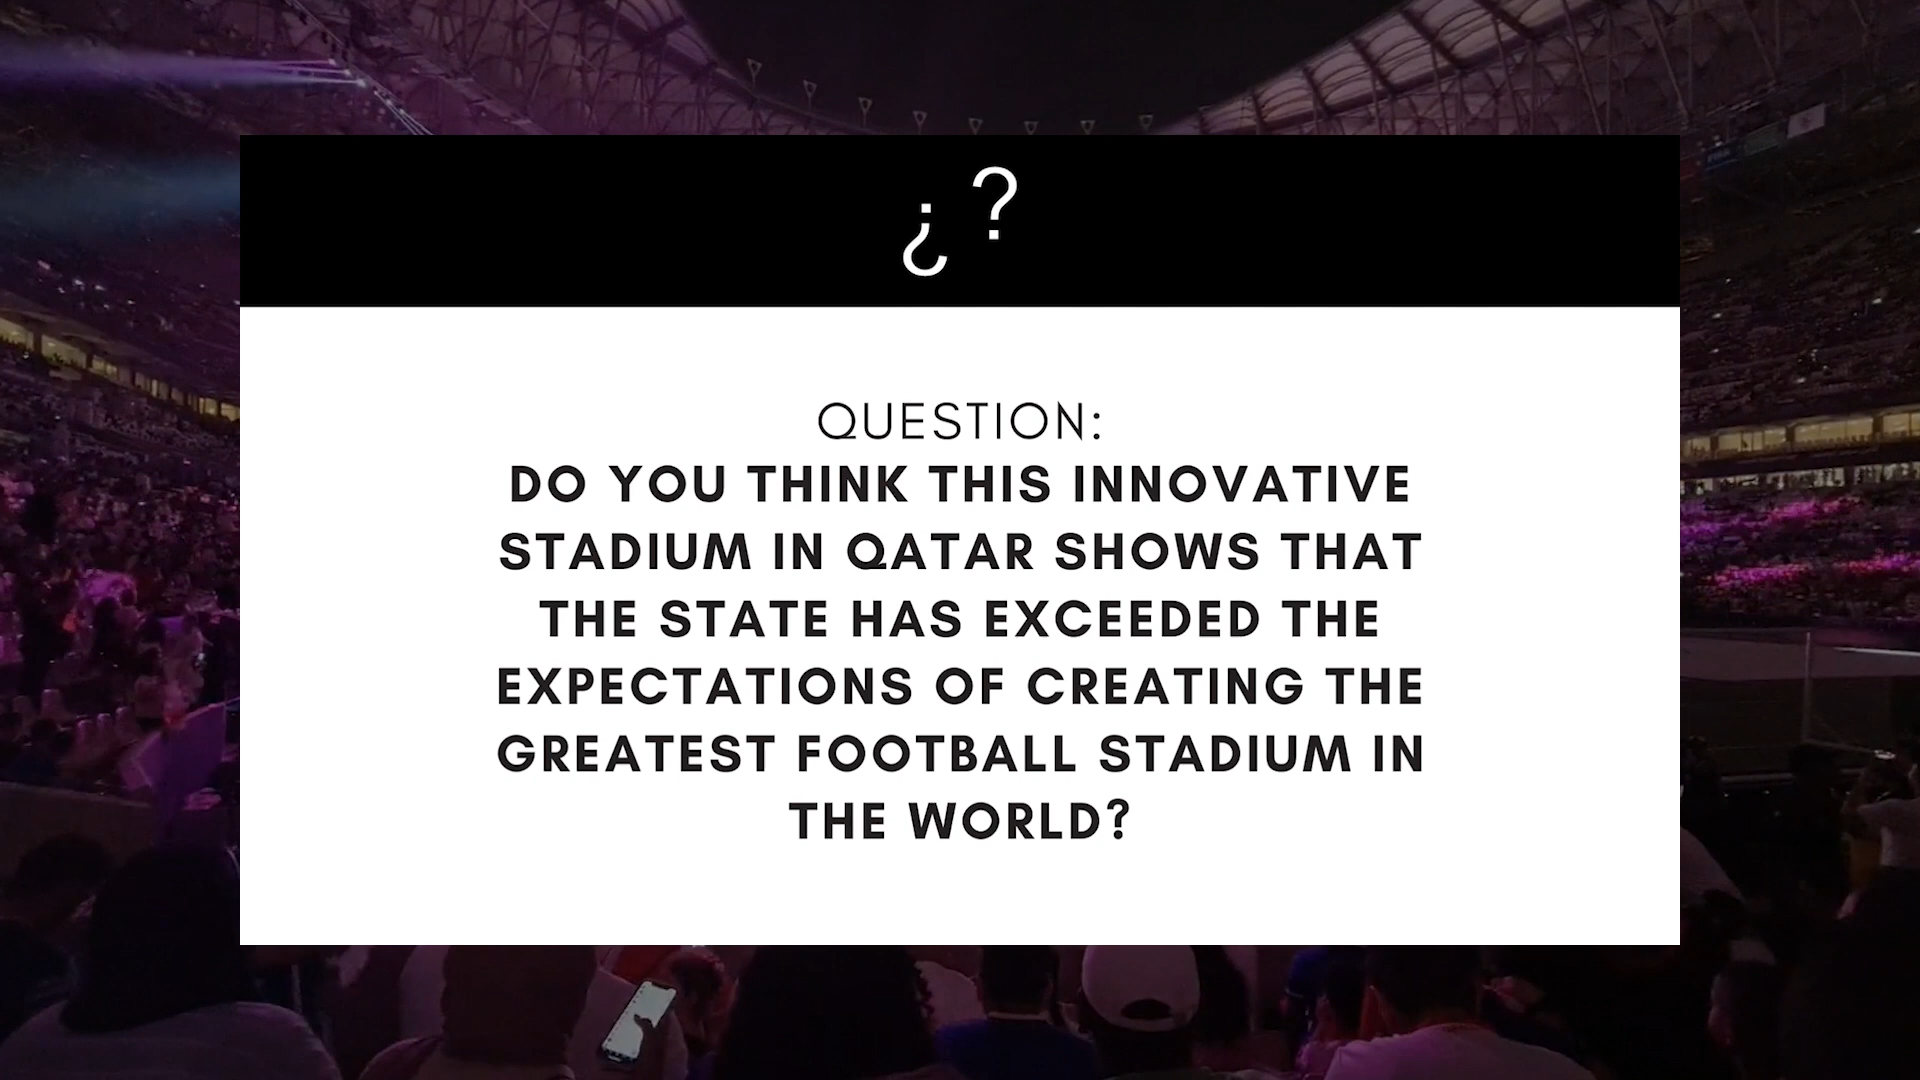 ¿?
QUESTION:
DO YOU THINK THIS INNOVATIVE
STADIUM IN QATAR SHOWS THAT
THE STATE HAS EXCEEDED THE
EXPECTATIONS OF CREATING THE
GREATEST FOOTBALL STADIUM IN
THE WORLD?